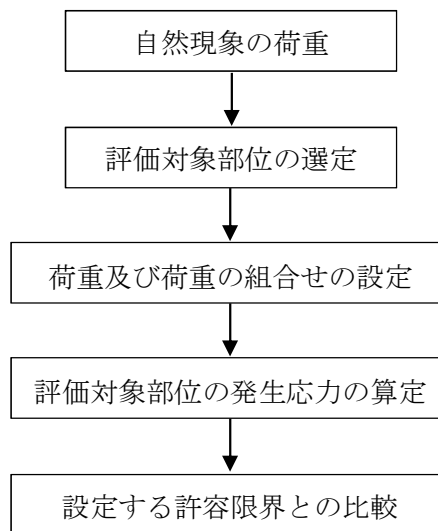 自然現象の荷重
評価対象部位の選定
荷重及び荷重の組合せの設定
評価対象部位の発生応力の算定
設定する許容限界との比較